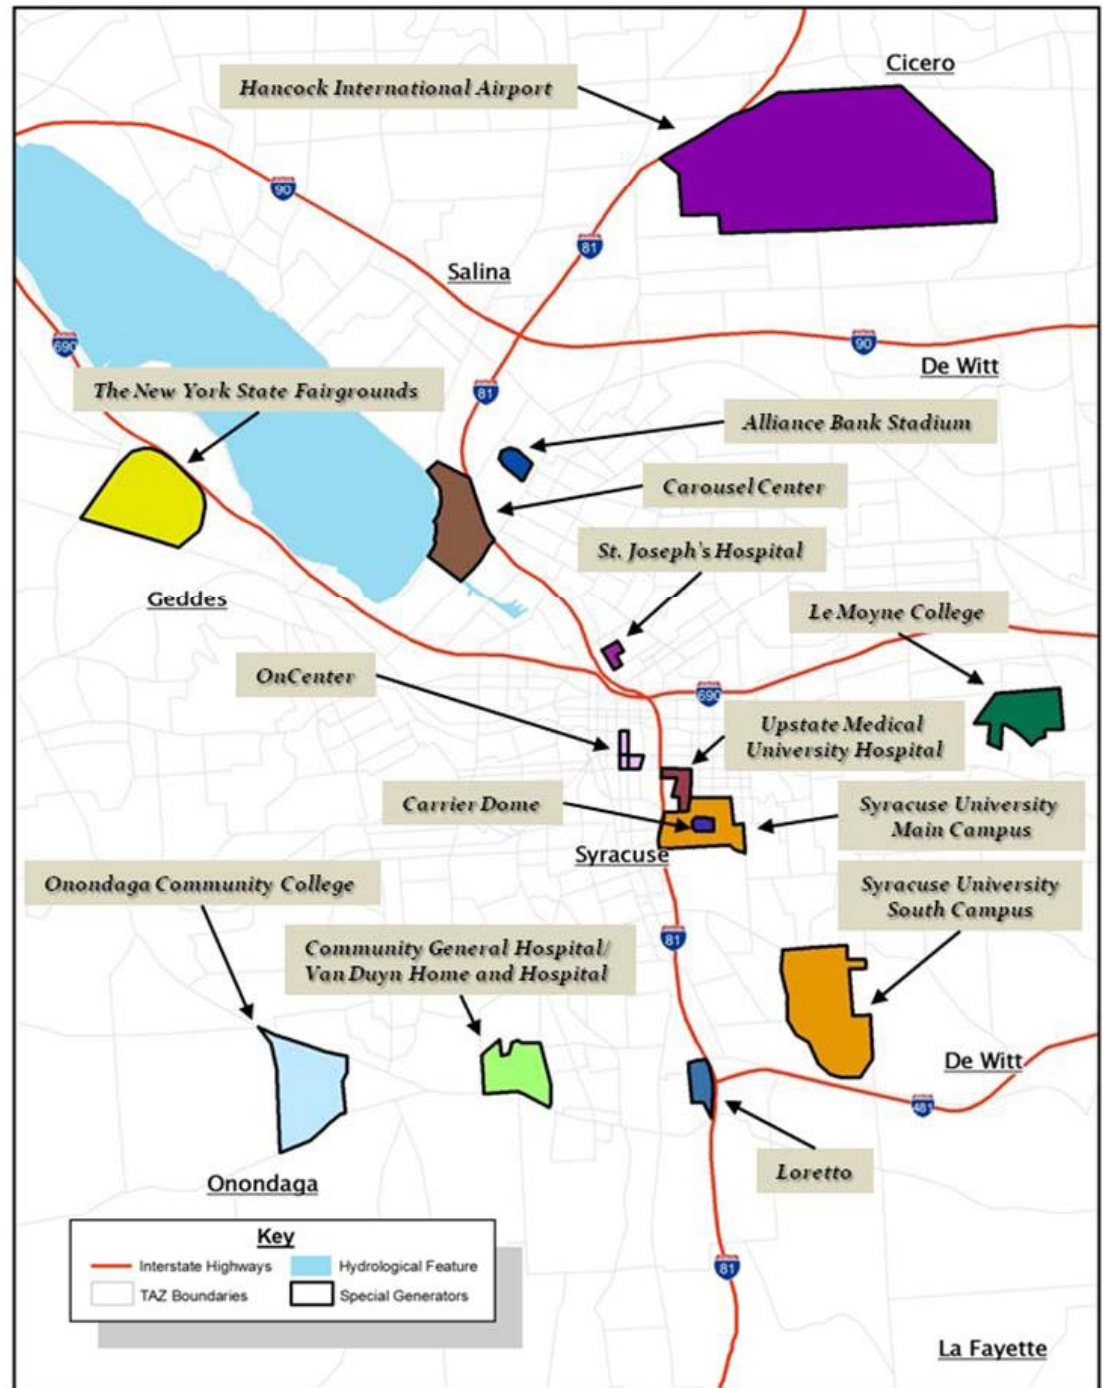 Cicero
Hancock International Airport
90
81
Salina
690
90
De Witt
81
The New York State Fairgrounds
Alliance Bank Stadium
Carousel Center
St. Joseph's Hospital
Geddes
Le Moyne College
OnCenter
690
Upstate Medical
University Hospital
Carrier Dome
Syracuse University
Main Campus
Syracuse
Onondaga Community College
Syracuse University
South Campus
81
Community General Hospital/
Van Duyn Home and Hospital
De Witt
481
Loretto
Onondaga
Key
Interstate Highways
Hydrological Feature
TAZ Boundaries
Special Generators
81
La Fayette